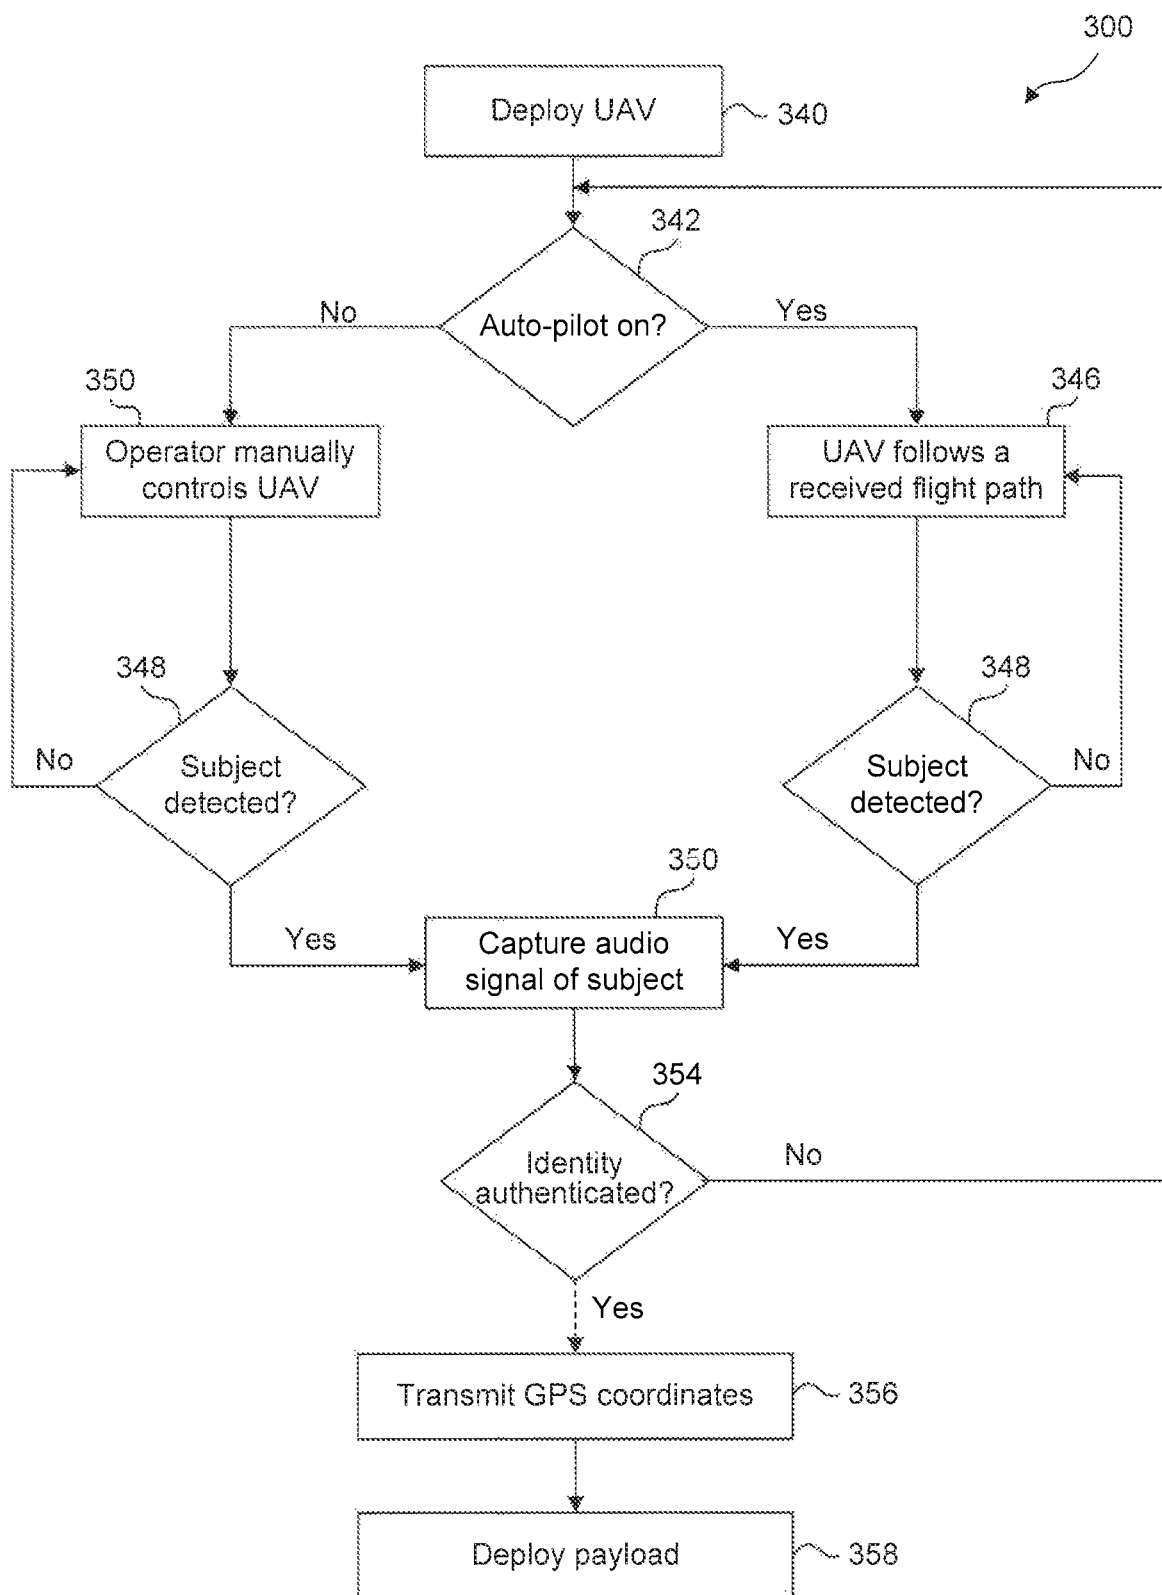 300
Deploy UAV
340
342
Auto-pilot on?
No
Yes
350
Operator manually
controls UAV
346
UAV follows a
received flight path
348
Subject
detected?
No
348
Subject
detected?
No
Yes
350
Capture audio
signal of subject
Yes
354
Identity
authenticated?
No
Yes
Transmit GPS coordinates
356
Deploy payload
358